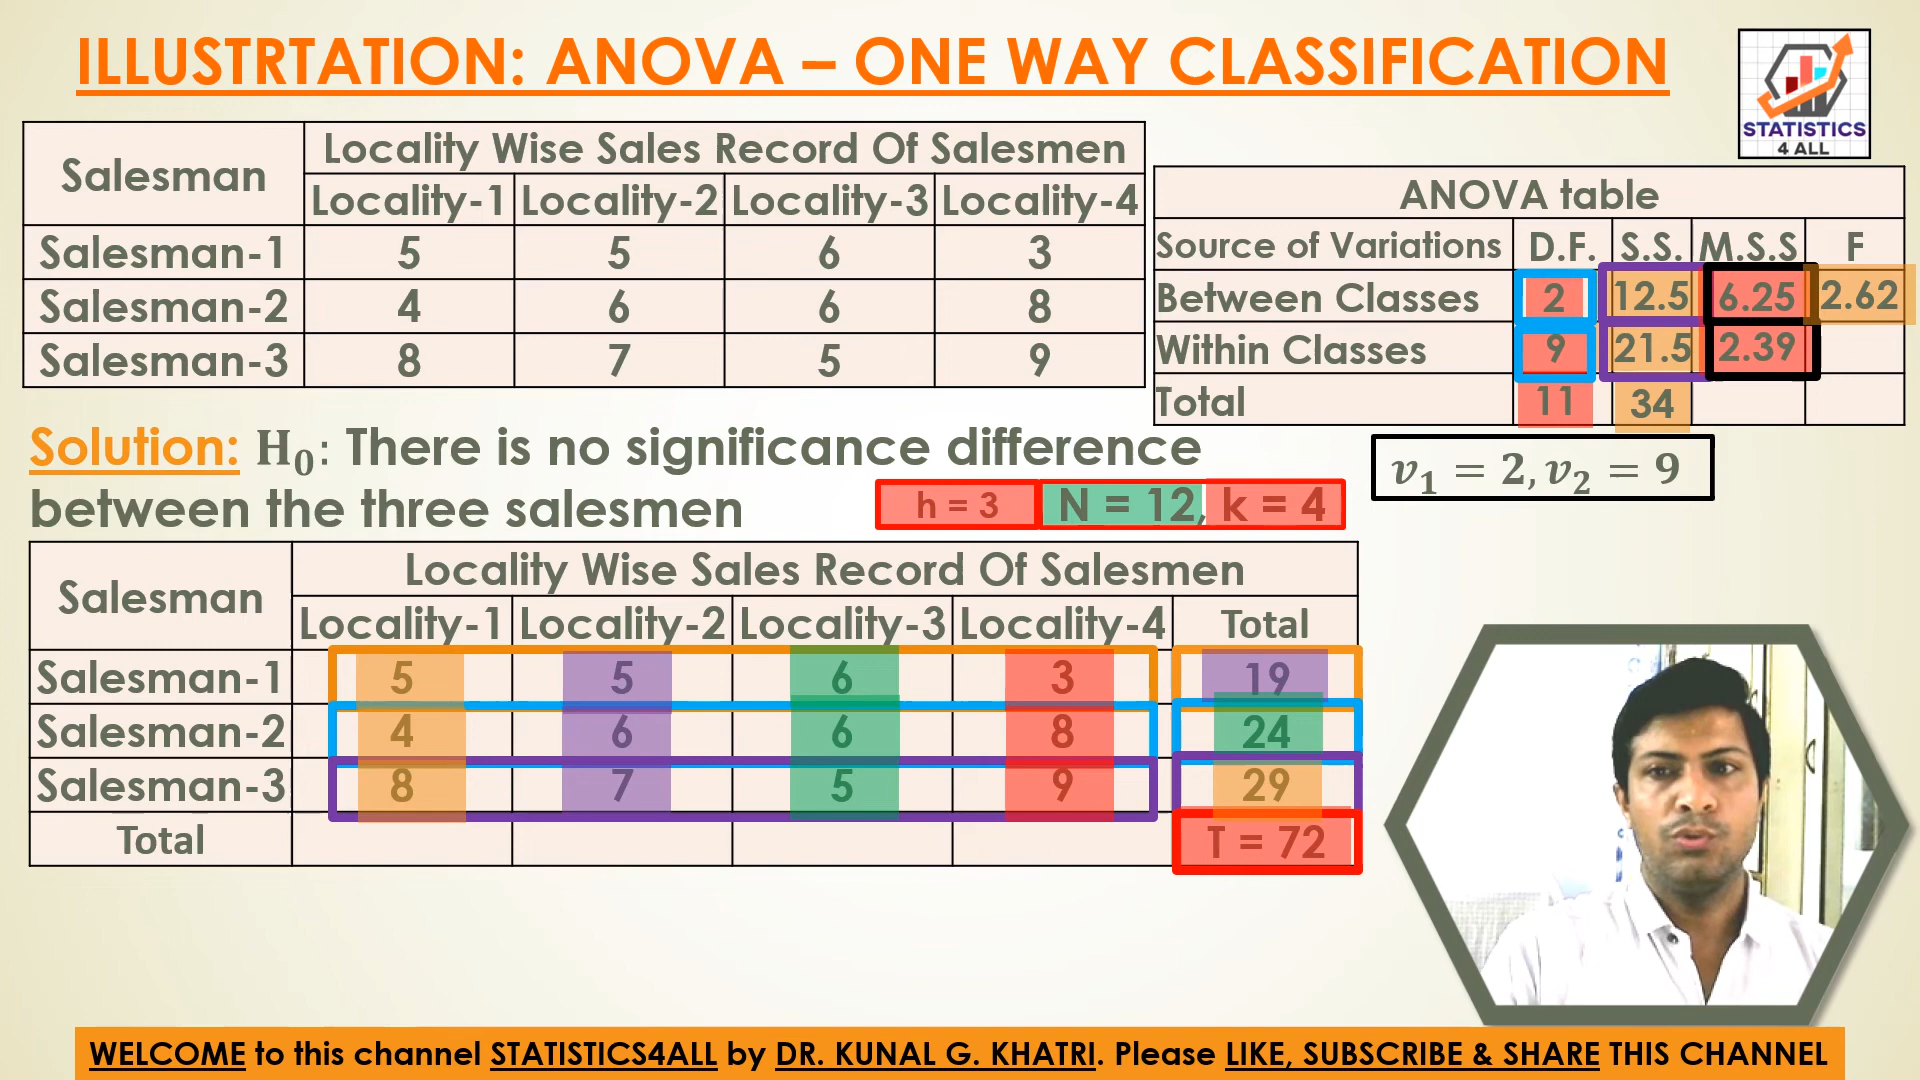 ILLUSTRTATION: ANOVA – ONE WAY CLASSIFICATION
STATISTICS
4 ALL
Salesman
Locality Wise Sales Record Of Salesmen
Locality-1 Locality-2 Locality-3 Locality-4
Salesman-1 5 5 6 3
Salesman-2 4 6 6 8
Salesman-3 8 7 5 9
ANOVA table
Source of Variations D.F. S.S. M.S.S F
Between Classes 2 12.5 6.25 2.62
Within Classes 9 21.5 2.39
Total 11 34
Solution: H₀: There is no significance difference
between the three salesmen
h = 3 N = 12, k = 4
v₁ = 2, v₂ = 9
Salesman
Locality Wise Sales Record Of Salesmen
Locality-1 Locality-2 Locality-3 Locality-4 Total
Salesman-1 5 5 6 3 19
Salesman-2 4 6 6 8 24
Salesman-3 8 7 5 9 29
Total T = 72
WELCOME to this channel STATISTICS4ALL by DR. KUNAL G. KHATRI. Please LIKE, SUBSCRIBE & SHARE THIS CHANNEL